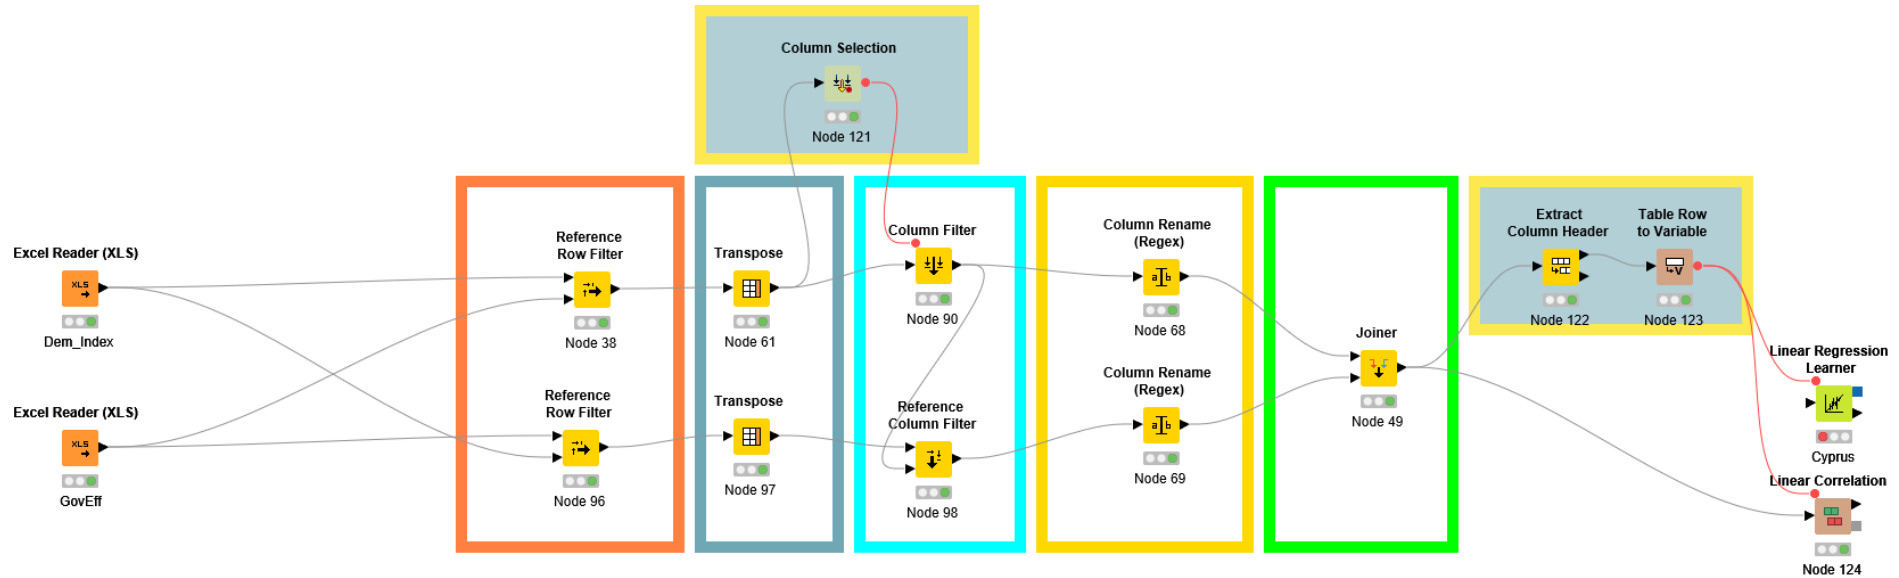 Column Selection
Node 121
Excel Reader (XLS)
XLS
Dem_Index
Excel Reader (XLS)
XLS
GovEff
Reference
Row Filter
Node 38
Reference
Row Filter
Node 96
Transpose
Node 61
Transpose
Node 97
Column Filter
Node 90
Reference
Column Filter
Node 98
Column Rename
(Regex)
a b
Node 68
Column Rename
(Regex)
a b
Node 69
Joiner
Node 49
Extract
Column Header
Node 122
Table Row
to Variable
V
Node 123
Linear Regression
Learner
Cyprus
Linear Correlation
Node 124